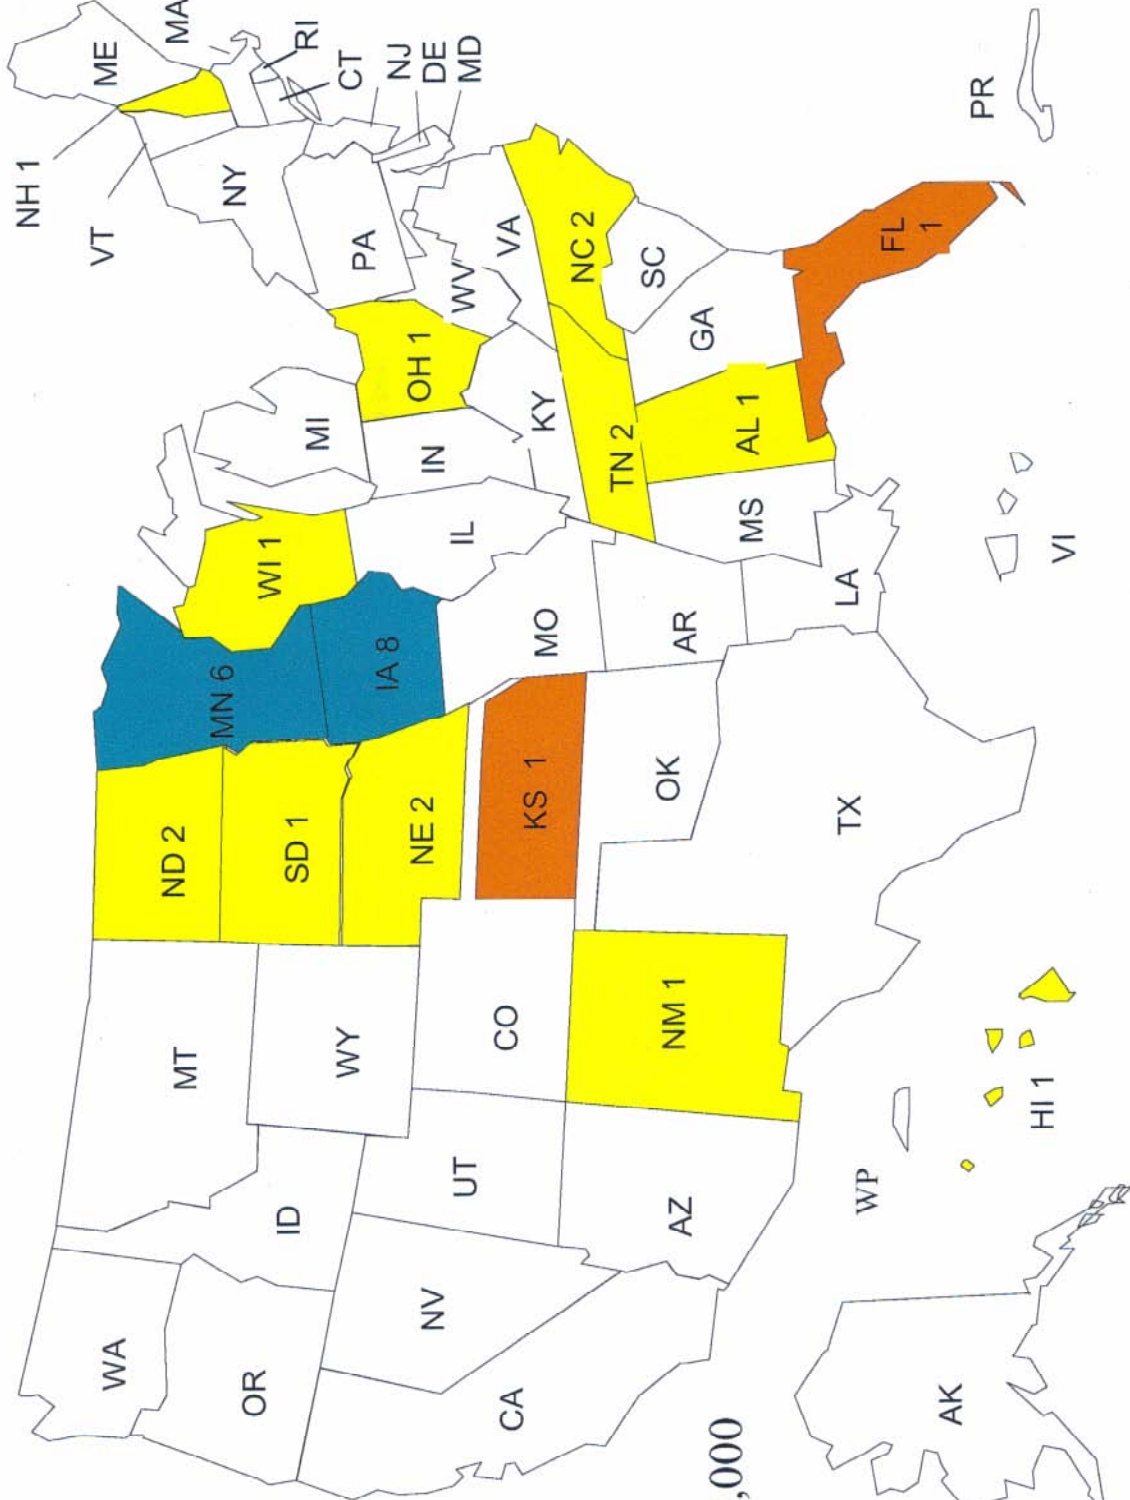 WA
OR
CA
NV
ID
MT
WY
UT
AZ
CO
NM 1
ND 2
SD 1
NE 2
KS 1
OK
TX
MN 6
IA 8
MO
AR
LA
WI 1
IL
MI
IN
OH 1
KY
TN 2
MS
AL 1
GA
FL
1
SC
NC 2
VA
WV
PA
NY
VT
NH 1
ME
MA
RI
CT
NJ
DE
MD
AK
HI 1
WP
VI
PR
,000